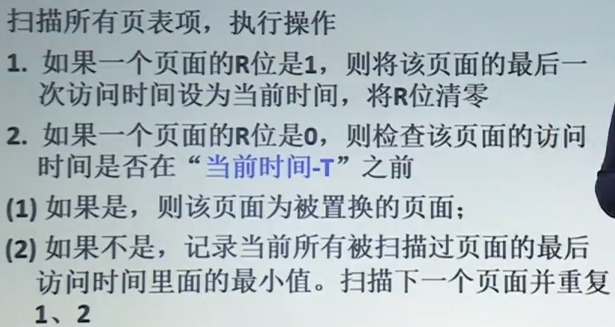 扫描所有页表项，执行操作
1. 如果一个页面的R位是1，则将该页面的最后一
次访问时间设为当前时间，将R位清零
2. 如果一个页面的R位是0，则检查该页面的访问
时间是否在“当前时间-T”之前
(1) 如果是，则该页面为被置换的页面；
(2) 如果不是，记录当前所有被扫描过页面的最后
访问时间里面的最小值。扫描下一个页面并重复
1、2